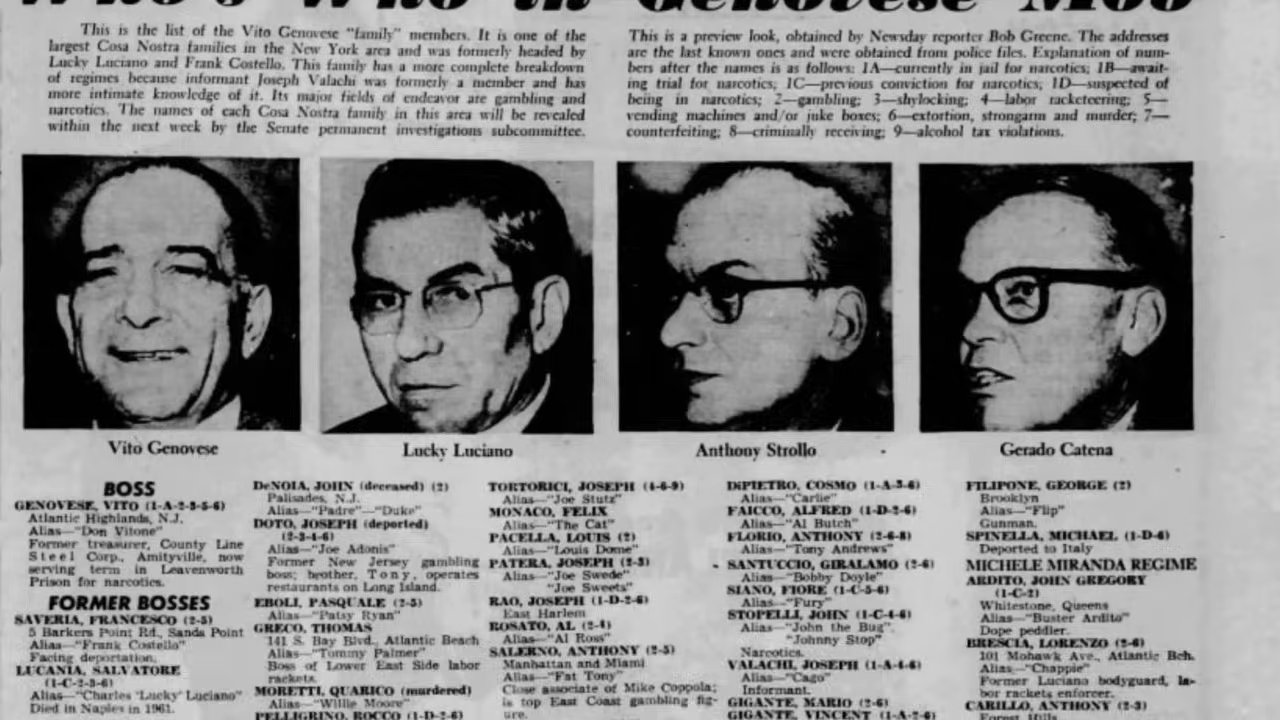 Who's Who in Genovese Mob
This is the list of the Vito Genovese "family" members. It is one of the
largest Cosa Nostra families in the New York area and was formerly headed by
Lucky Luciano and Frank Costello. This family has a more complete breakdown
of regimes because informant Joseph Valachi was formerly a member and has
more intimate knowledge of it. Its major fields of endeavor are gambling and
narcotics. The names of each Cosa Nostra family in this area will be revealed
within the next week by the Senate permanent investigations subcommittee.
This is a preview look, obtained by Newsday reporter Bob Greene. The addresses
are the last known ones and were obtained from police files. Explanation of num-
bers after the names is as follows: 1A—currently in jail for narcotics; 1B—await-
ing trial for narcotics; 1C—previous conviction for narcotics; 1D—suspected of
being in narcotics; 2—gambling; 3—shylocking; 4—labor racketeering; 5—
vending machines and/or juke boxes; 6—extortion, strongarm and murder; 7—
counterfeiting; 8—criminally receiving; 9—alcohol tax violations.
Vito Genovese
Lucky Luciano
Anthony Strollo
Gerado Catena
BOSS
GENOVESE, VITO (1-A-2-3-5-6)
Atlantic Highlands, N.J.
Alias—"Don Vitone"
Former treasurer, County Line
Steel Corp., Amityville, now
serving term in Leavenworth
Prison for narcotics.
FORMER BOSSES
SAVERIA, FRANCESCO (2-5)
5 Barkers Point Rd., Sands Point
Alias—"Frank Costello"
Facing deportation.
LUCANIA, SALVATORE
(1-C-2-3-6)
Alias—"Charles 'Lucky' Luciano"
Died in Naples in 1961.
DeNOIA, JOHN (deceased) (2)
Palisades, N.J.
Alias—"Padre"—"Duke"
DOTO, JOSEPH (deported)
(2-3-4-6)
Alias—"Joe Adonis"
Former New Jersey gambling
boss; brother, Tony, operates
restaurants on Long Island.
EBOLI, PASQUALE (2-5)
Alias—"Patsy Ryan"
GRECO, THOMAS
141 S. Bay Blvd., Atlantic Beach
Alias—"Tommy Palmer"
Boss of Lower East Side labor
rackets.
MORETTI, QUARICO (murdered)
Alias—"Willie Moore"
PELLIGRINO, ROCCO (1-D-2-6)
TORTORICI, JOSEPH (4-6-9)
Alias—"Joe Stutz"
MONACO, FELIX
Alias—"The Cat"
PACELLA, LOUIS (2)
Alias—"Louis Dome"
PATERA, JOSEPH (2-3)
Alias—"Joe Swede"
"Joe Sweets"
RAO, JOSEPH (1-D-2-6)
East Harlem
ROSATO, AL (2-4)
Alias—"Al Ross"
SALERNO, ANTHONY (2-5)
Manhattan and Miami
Alias—"Fat Tony"
Close associate of Mike Coppola;
is top East Coast gambling fig-
ure.
DiPIETRO, COSMO (1-A-3-6)
Alias—"Carlie"
FAICCO, ALFRED (1-D-2-6)
Alias—"Al Butch"
FLORIO, ANTHONY (2-6-8)
Alias—"Tony Andrews"
SANTUCCIO, GIRALAMO (2-6)
Alias—"Bobby Doyle"
SIANO, FIORE (1-C-5-6)
Alias—"Fury"
STOPELLI, JOHN (1-C-4-6)
Alias—"John the Bug".
"Johnny Stop"
Narcotics.
VALACHI, JOSEPH (1-A-4-6)
Alias—"Cago"
Informant.
GIGANTE, MARIO (2-6)
GIGANTE, VINCENT (1-A-2-6)
FILIPONE, GEORGE (2)
Brooklyn
Alias—"Flip"
Gunman.
SPINELLA, MICHAEL (1-D-6)
Deported to Italy
MICHELE MIRANDA REGIME
ARDITO, JOHN GREGORY
(1-C-2)
Whitestone, Queens
Alias—"Buster Ardito"
Dope peddler.
BRESCIA, LORENZO (2-6)
101 Mohawk Ave., Atlantic Bch.
Alias—"Chappie"
Former Luciano bodyguard, la-
bor rackets enforcer.
CARILLO, ANTHONY (2-3)
Forest Hills